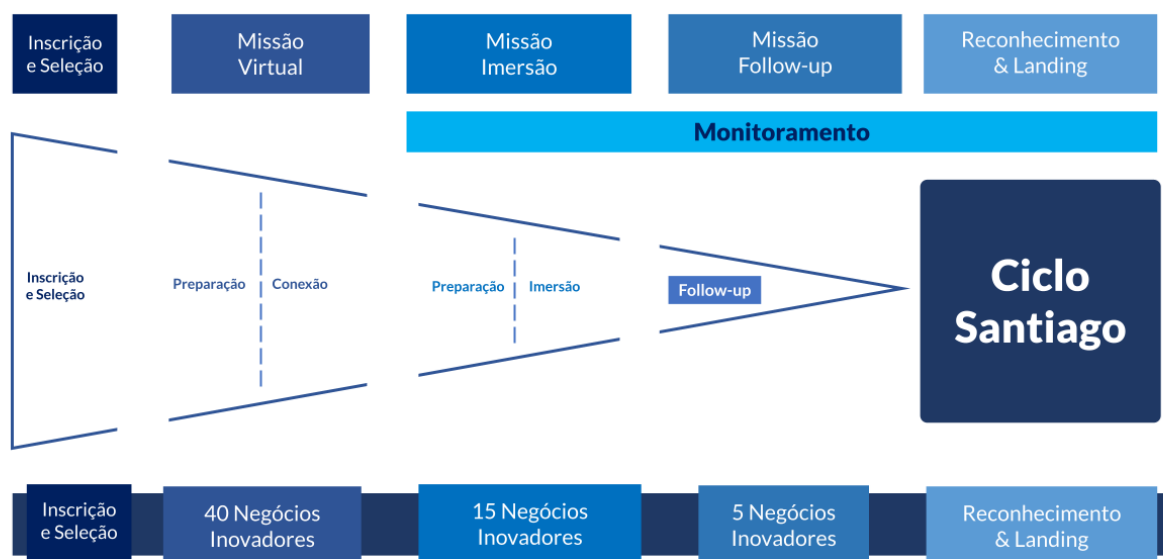 Inscrição
e Seleção
Missão
Virtual
Missão
Imersão
Missão
Follow-up
Reconhecimento
& Landing
Monitoramento
Inscrição
e Seleção
Preparação
Conexão
Preparação
Imersão
Follow-up
Ciclo
Santiago
Inscrição
e Seleção
40 Negócios
Inovadores
15 Negócios
Inovadores
5 Negócios
Inovadores
Reconhecimento
& Landing